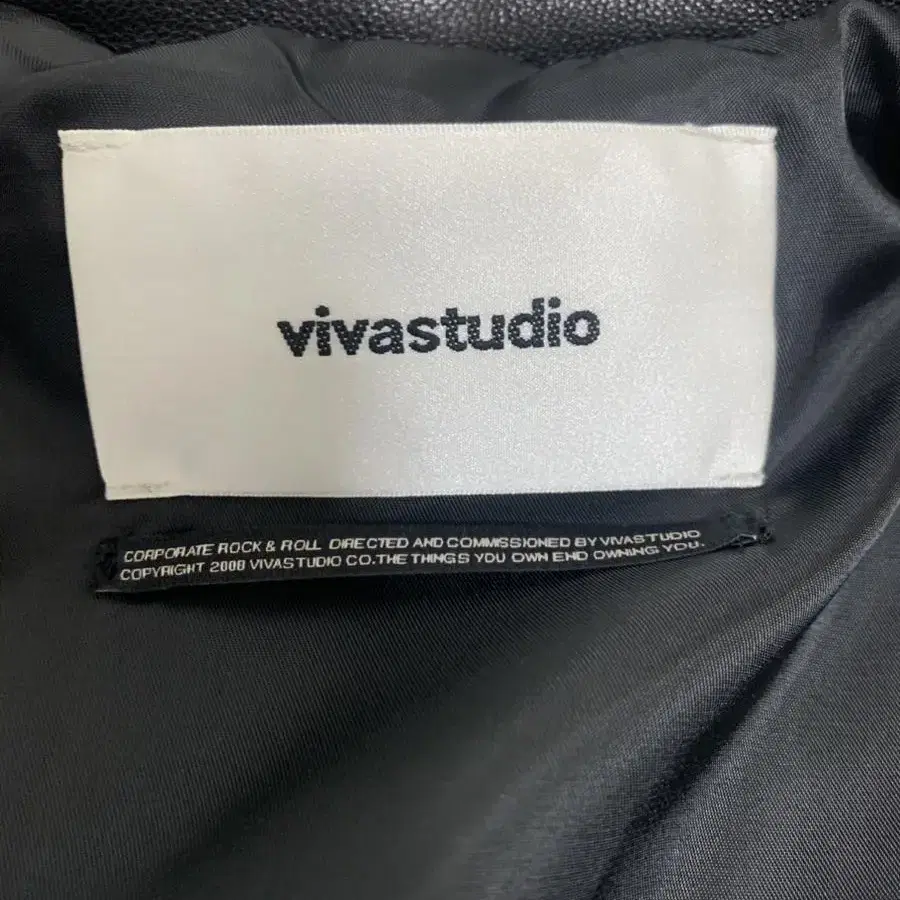 vivastudio
CORPORATE ROCK & ROLL DIRECTED AND COMMISSIONED BY VIVASTUDIO
COPYRIGHT 2008 VIVASTUDIO CO.THE THINGS YOU OWN END OWNING YOU.